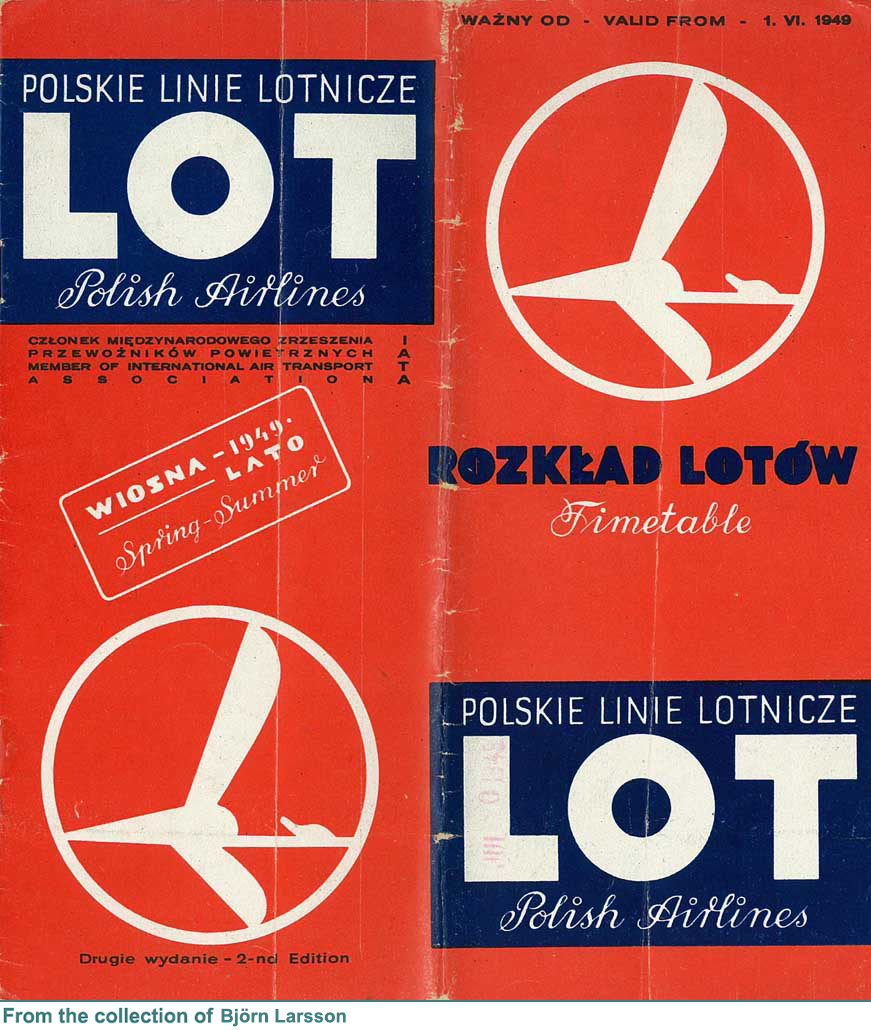 POLSKIE LINIE LOTNICZE
LOT
Polish Airlines
CZŁONEK MIĘDZYNARODOWEGO ZRZESZENIA
PRZEWOŹNIKÓW POWIETRZNYCH
MEMBER OF INTERNATIONAL AIR TRANSPORT
ASSOCIATION
IATA
WIOSNA - 1949.
LATO
Spring-Summer
Drugie wydanie - 2-nd Edition
WAŻNY OD - VALID FROM - 1. VI. 1949
ROZKŁAD LOTÓW
Timetable
POLSKIE LINIE LOTNICZE
LOT
Polish Airlines
From the collection of Björn Larsson